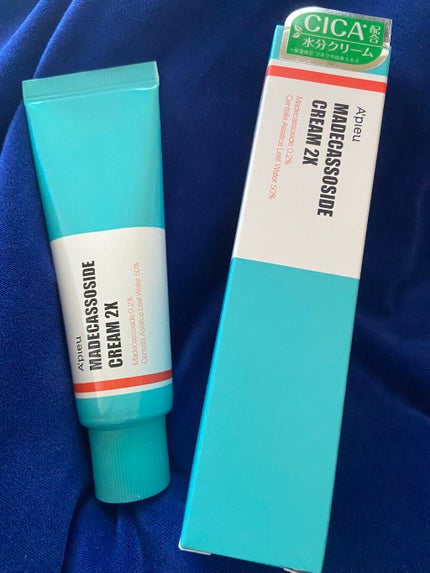 A'pieu
MADECASSOSIDE
CREAM 2X
Madecassoside 0.2%
Centella Asiatica Leaf Water 50%
CICA*配合
水分クリーム
A'pieu
MADECASSOSIDE
CREAM 2X
Madecassoside 0.2%
Centella Asiatica Leaf Water 50%